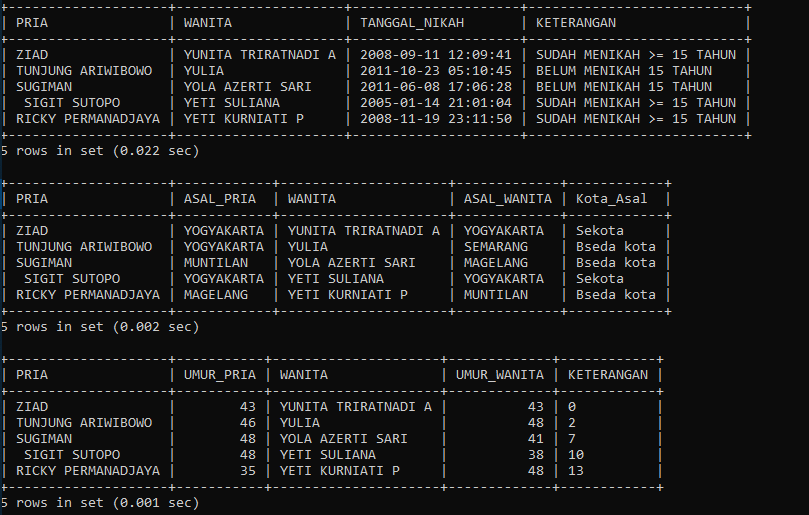 +--------------------+---------------------+---------------------+--------------------------+
| PRIA               | WANITA              | TANGGAL_NIKAH       | KETERANGAN               |
+--------------------+---------------------+---------------------+--------------------------+
| ZIAD               | YUNITA TRIRATNADI A | 2008-09-11 12:09:41 | SUDAH MENIKAH >= 15 TAHUN |
| TUNJUNG ARIWIBOWO  | YULIA               | 2011-10-23 05:10:45 | BELUM MENIKAH 15 TAHUN   |
| SUGIMAN            | YOLA AZERTI SARI    | 2011-06-08 17:06:28 | BELUM MENIKAH 15 TAHUN   |
|  SIGIT SUTOPO      | YETI SULIANA        | 2005-01-14 21:01:04 | SUDAH MENIKAH >= 15 TAHUN |
| RICKY PERMANADJAYA | YETI KURNIATI P     | 2008-11-19 23:11:50 | SUDAH MENIKAH >= 15 TAHUN |
+--------------------+---------------------+---------------------+--------------------------+
5 rows in set (0.022 sec)
+--------------------+------------+---------------------+-------------+------------+
| PRIA               | ASAL_PRIA  | WANITA              | ASAL_WANITA | Kota_Asal  |
+--------------------+------------+---------------------+-------------+------------+
| ZIAD               | YOGYAKARTA | YUNITA TRIRATNADI A | YOGYAKARTA  | Sekota     |
| TUNJUNG ARIWIBOWO  | YOGYAKARTA | YULIA               | SEMARANG    | Bseda kota |
| SUGIMAN            | MUNTILAN   | YOLA AZERTI SARI    | MAGELANG    | Bseda kota |
|  SIGIT SUTOPO      | YOGYAKARTA | YETI SULIANA        | YOGYAKARTA  | Sekota     |
| RICKY PERMANADJAYA | MAGELANG   | YETI KURNIATI P     | MUNTILAN    | Bseda kota |
+--------------------+------------+---------------------+-------------+------------+
5 rows in set (0.002 sec)
+--------------------+-----------+---------------------+-------------+------------+
| PRIA               | UMUR_PRIA | WANITA              | UMUR_WANITA | KETERANGAN |
+--------------------+-----------+---------------------+-------------+------------+
| ZIAD               |        43 | YUNITA TRIRATNADI A |          43 | 0          |
| TUNJUNG ARIWIBOWO  |        46 | YULIA               |          48 | 2          |
| SUGIMAN            |        48 | YOLA AZERTI SARI    |          41 | 7          |
|  SIGIT SUTOPO      |        48 | YETI SULIANA        |          38 | 10         |
| RICKY PERMANADJAYA |        35 | YETI KURNIATI P     |          48 | 13         |
+--------------------+-----------+---------------------+-------------+------------+
5 rows in set (0.001 sec)